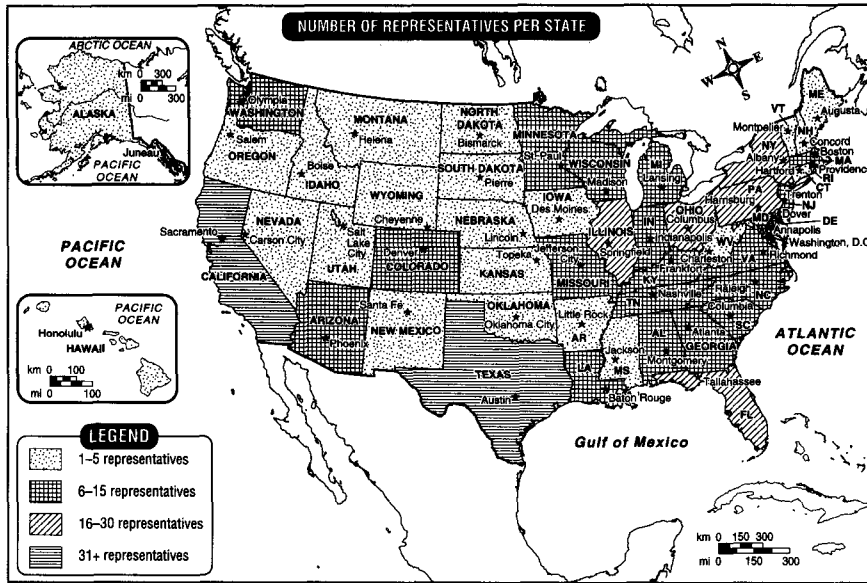 NUMBER OF REPRESENTATIVES PER STATE
ARCTIC OCEAN
km 0 300
mi 0 300
ALASKA
Juneau
PACIFIC
OCEAN
N
E
S
W
Olympia
WASHINGTON
Salem
OREGON
MONTANA
Helena
Boise
IDAHO
NORTH
DAKOTA
Bismarck
SOUTH DAKOTA
Pierre
MINNESOTA
St. Paul
WISCONSIN
Madison
MI
Lansing
VT
Montpelier
ME
Augusta
NH
Concord
NY
Albany
Boston
MA
Hartford
Providence
RI
CT
PA
Harrisburg
Trenton
NJ
Dover
DE
MD
Annapolis
Washington, D.C.
WYOMING
Cheyenne
NEBRASKA
Lincoln
IOWA
Des Moines
ILLINOIS
Springfield
IN
Indianapolis
OHIO
Columbus
WV
Charleston
VA
Richmond
NEVADA
Carson City
Sacramento
CALIFORNIA
Salt
Lake
City
UTAH
Denver
COLORADO
Topeka
KANSAS
Jefferson
City
MISSOURI
Frankfort
KY
TN
Nashville
Raleigh
NC
Columbia
SC
PACIFIC
OCEAN
ARIZONA
Phoenix
Santa Fe
NEW MEXICO
OKLAHOMA
Oklahoma City
Little Rock
AR
Jackson
MS
AL
Montgomery
Atlanta
GEORGIA
ATLANTIC
OCEAN
TEXAS
Austin
LA
Baton Rouge
Tallahassee
FL
PACIFIC
OCEAN
Honolulu
HAWAII
km 0 100
mi 0 100
Gulf of Mexico
LEGEND
1–5 representatives
6–15 representatives
16–30 representatives
31+ representatives
km 0 150 300
mi 0 150 300